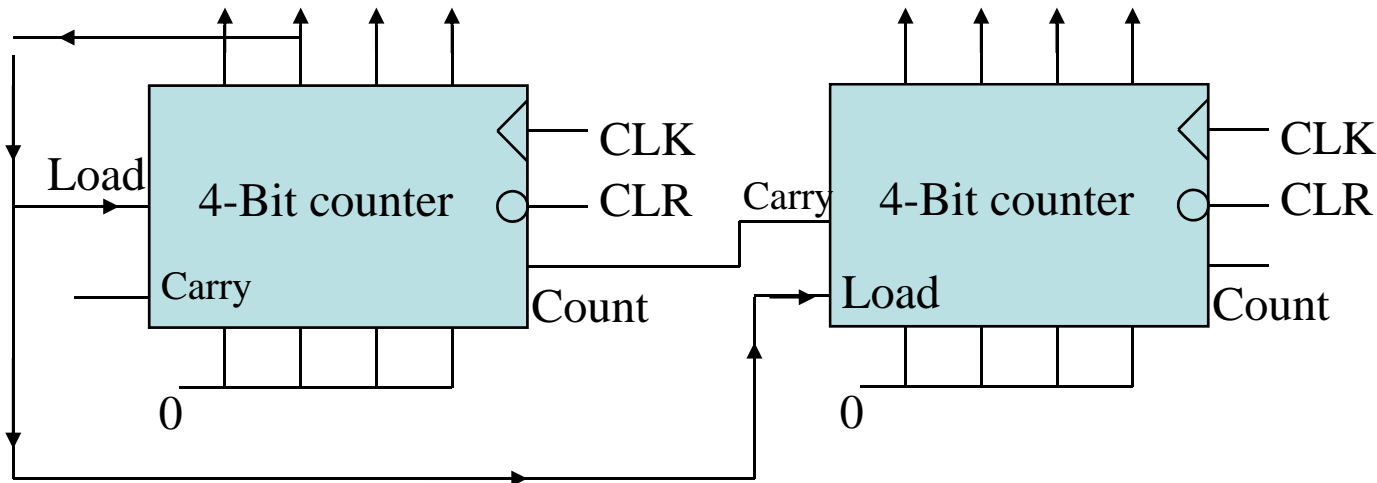 Load
4-Bit counter
CLK
CLR
Carry
Count
0
Carry
4-Bit counter
CLK
CLR
Load
Count
0